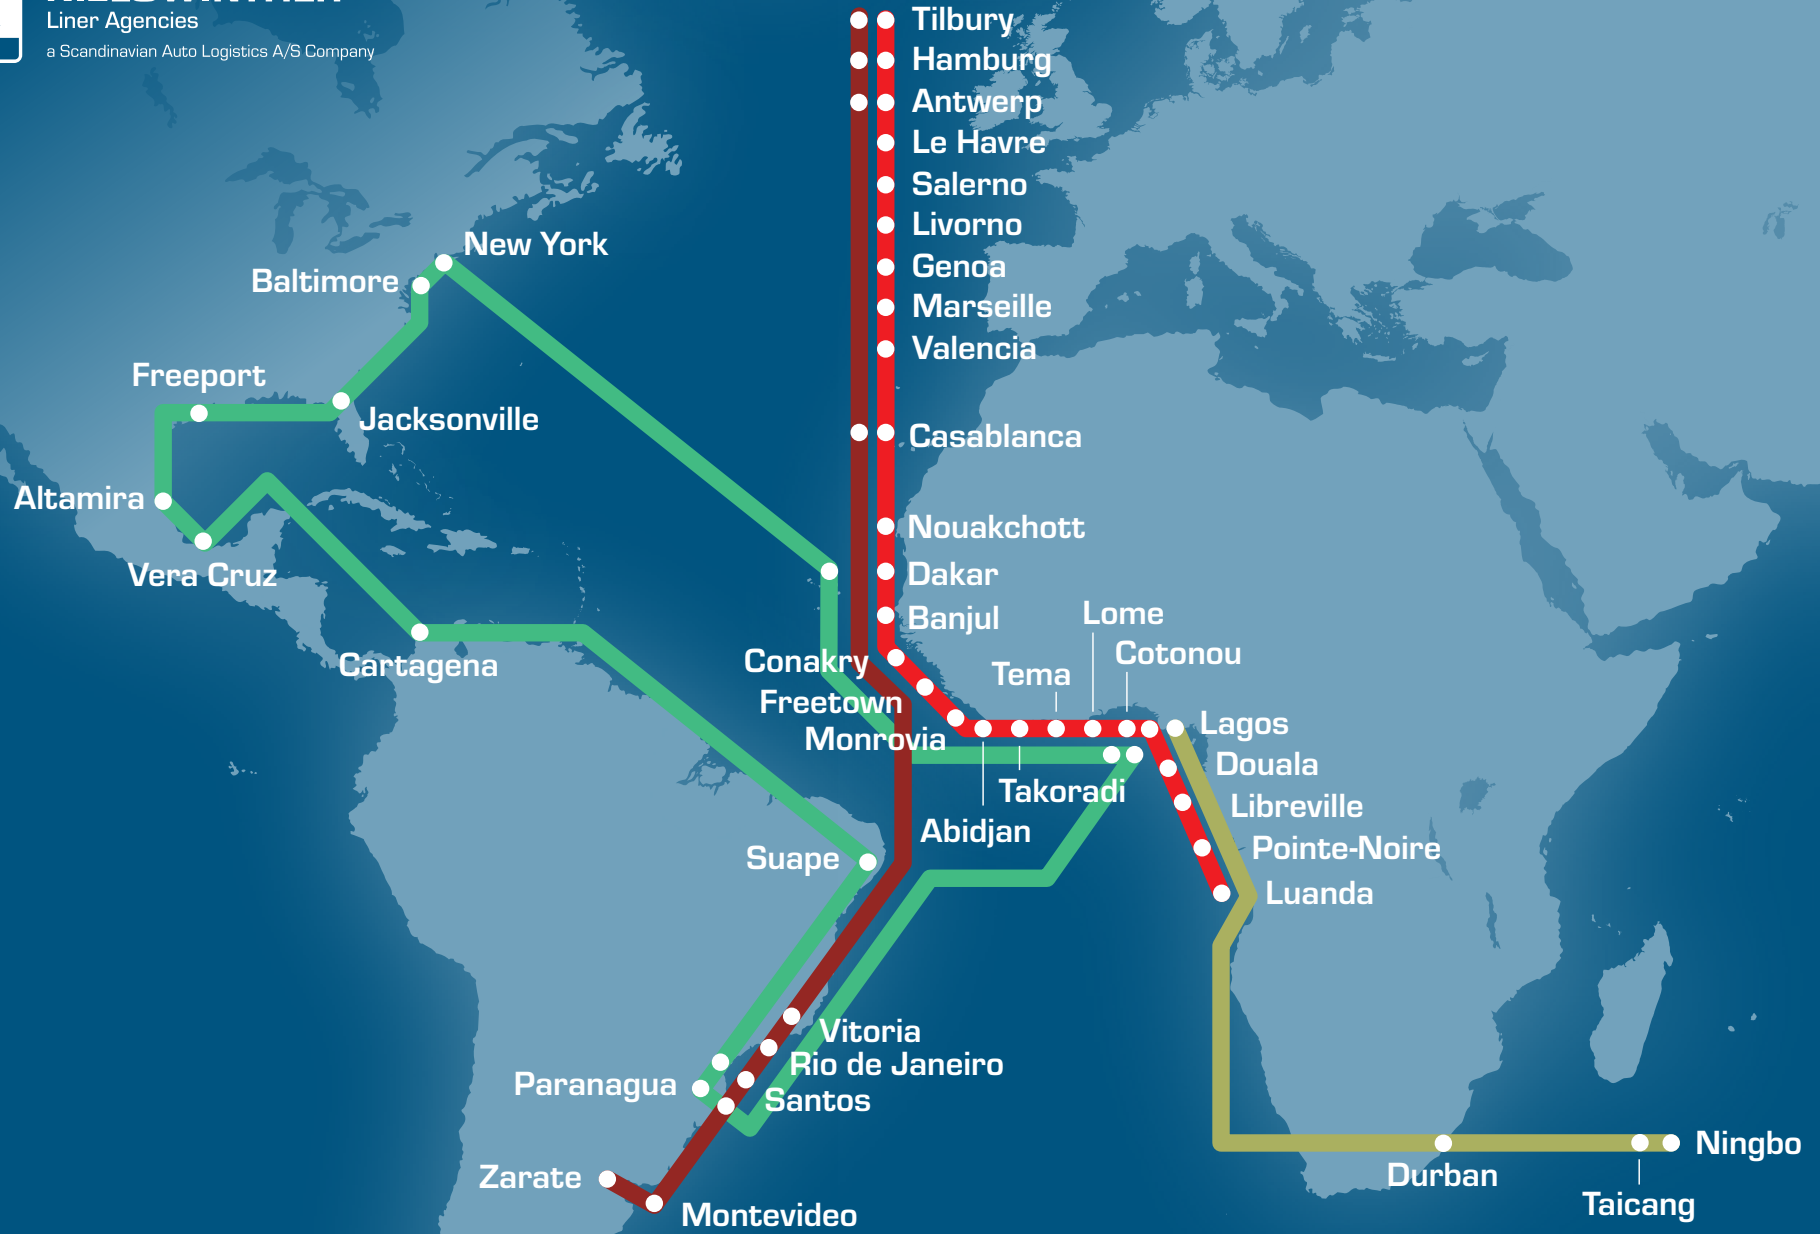 Liner Agencies
a Scandinavian Auto Logistics A/S Company
Tilbury
Hamburg
Antwerp
Le Havre
Salerno
Livorno
Genoa
Marseille
Valencia
Casablanca
Nouakchott
Dakar
Banjul
New York
Baltimore
Freeport
Jacksonville
Altamira
Vera Cruz
Cartagena
Conakry
Freetown
Monrovia
Lome
Cotonou
Tema
Lagos
Douala
Takoradi
Libreville
Abidjan
Pointe-Noire
Luanda
Suape
Vitoria
Rio de Janeiro
Paranagua
Santos
Zarate
Montevideo
Ningbo
Durban
Taicang